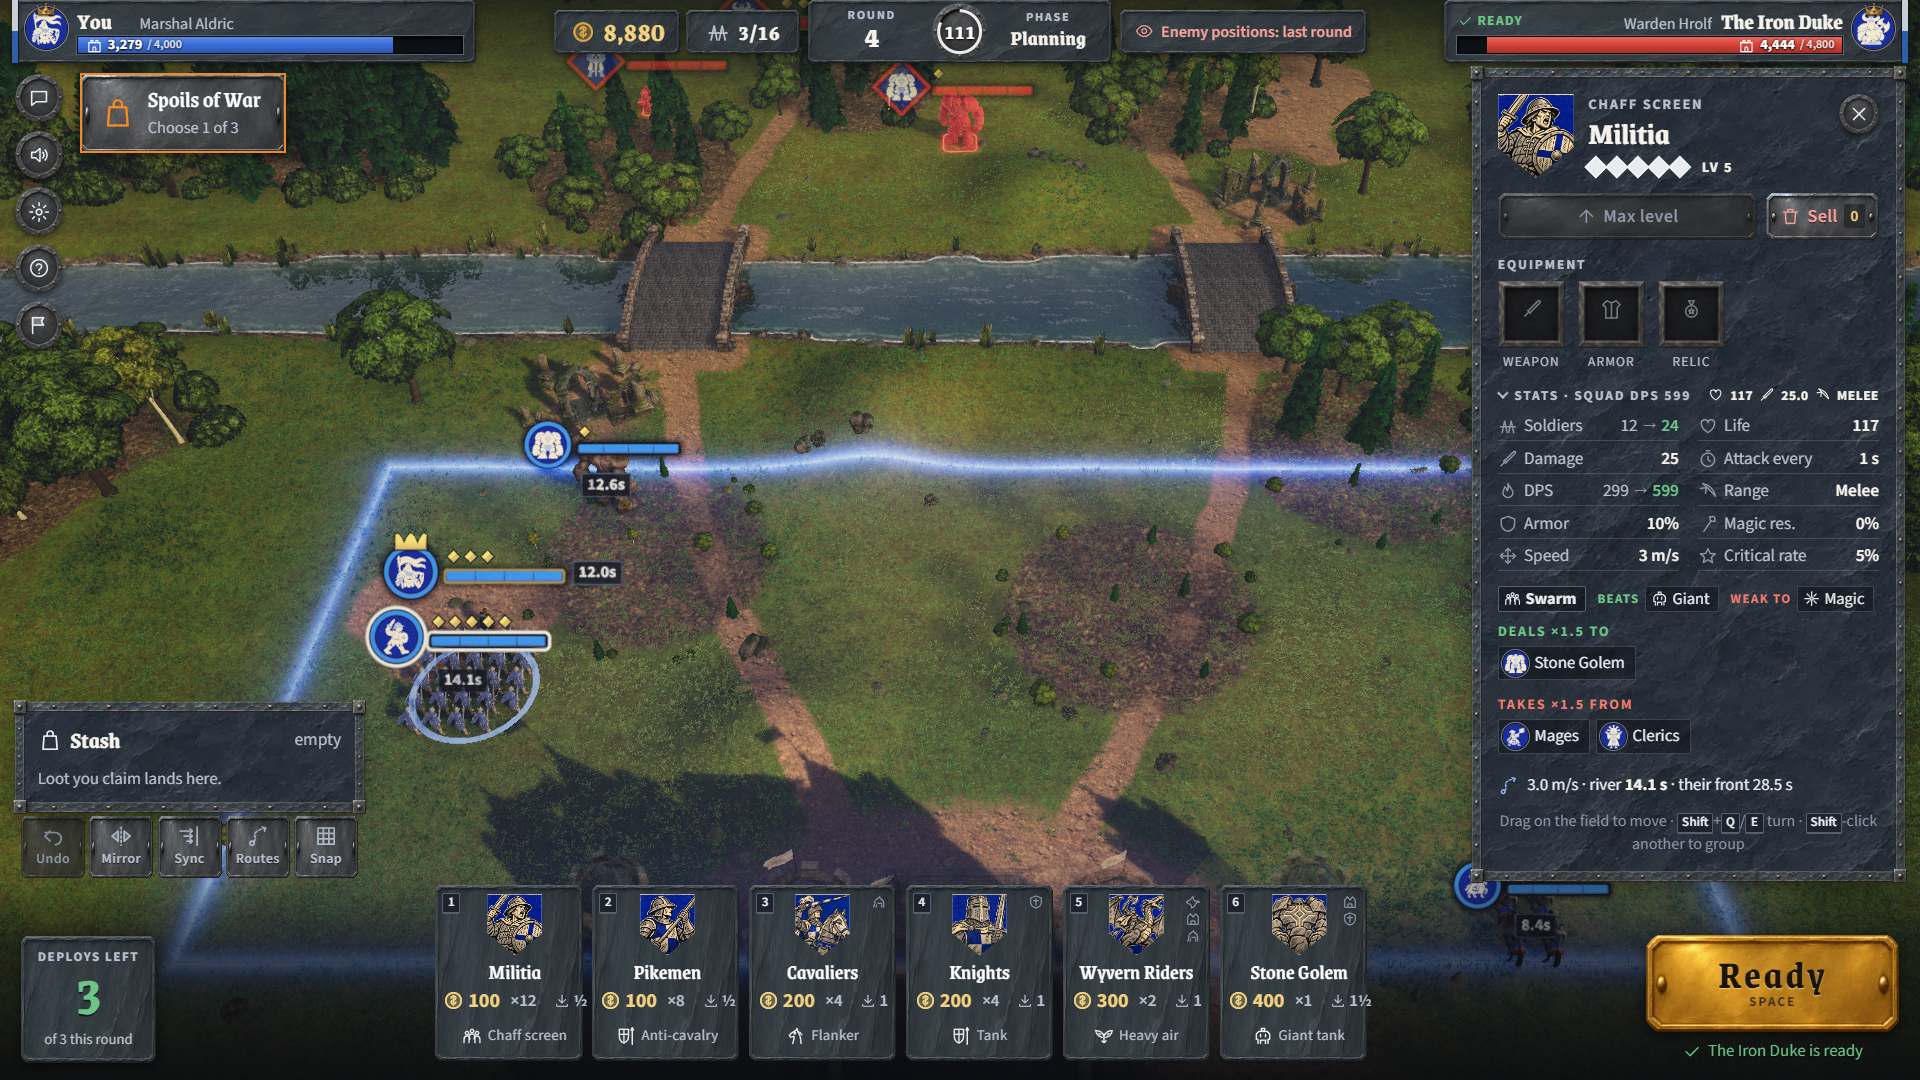 You Marshal Aldric
3,279 / 4,000
8,880
3/16
ROUND
4
111
PHASE
Planning
Enemy positions: last round
READY
Warden Hrolf The Iron Duke
4,444 / 4,800
Spoils of War
Choose 1 of 3
CHAFF SCREEN
Militia
LV 5
Max level
Sell 0
EQUIPMENT
WEAPON ARMOR RELIC
STATS · SQUAD DPS 599 117 25.0 MELEE
Soldiers 12 → 24 Life 117
Damage 25 Attack every 1 s
DPS 299 → 599 Range Melee
Armor 10% Magic res. 0%
Speed 3 m/s Critical rate 5%
Swarm BEATS Giant WEAK TO Magic
DEALS ×1.5 TO
Stone Golem
TAKES ×1.5 FROM
Mages Clerics
3.0 m/s · river 14.1 s · their front 28.5 s
Drag on the field to move · Shift + Q / E turn · Shift-click
another to group
12.6s
12.0s
14.1s
8.4s
Stash empty
Loot you claim lands here.
Undo Mirror Sync Routes Snap
DEPLOYS LEFT
3
of 3 this round
1
Militia
100 ×12 ½
Chaff screen
2
Pikemen
100 ×8 ½
Anti-cavalry
3
Cavaliers
200 ×4 1
Flanker
4
Knights
200 ×4 1
Tank
5
Wyvern Riders
300 ×2 1
Heavy air
6
Stone Golem
400 ×1 1½
Giant tank
Ready
SPACE
The Iron Duke is ready